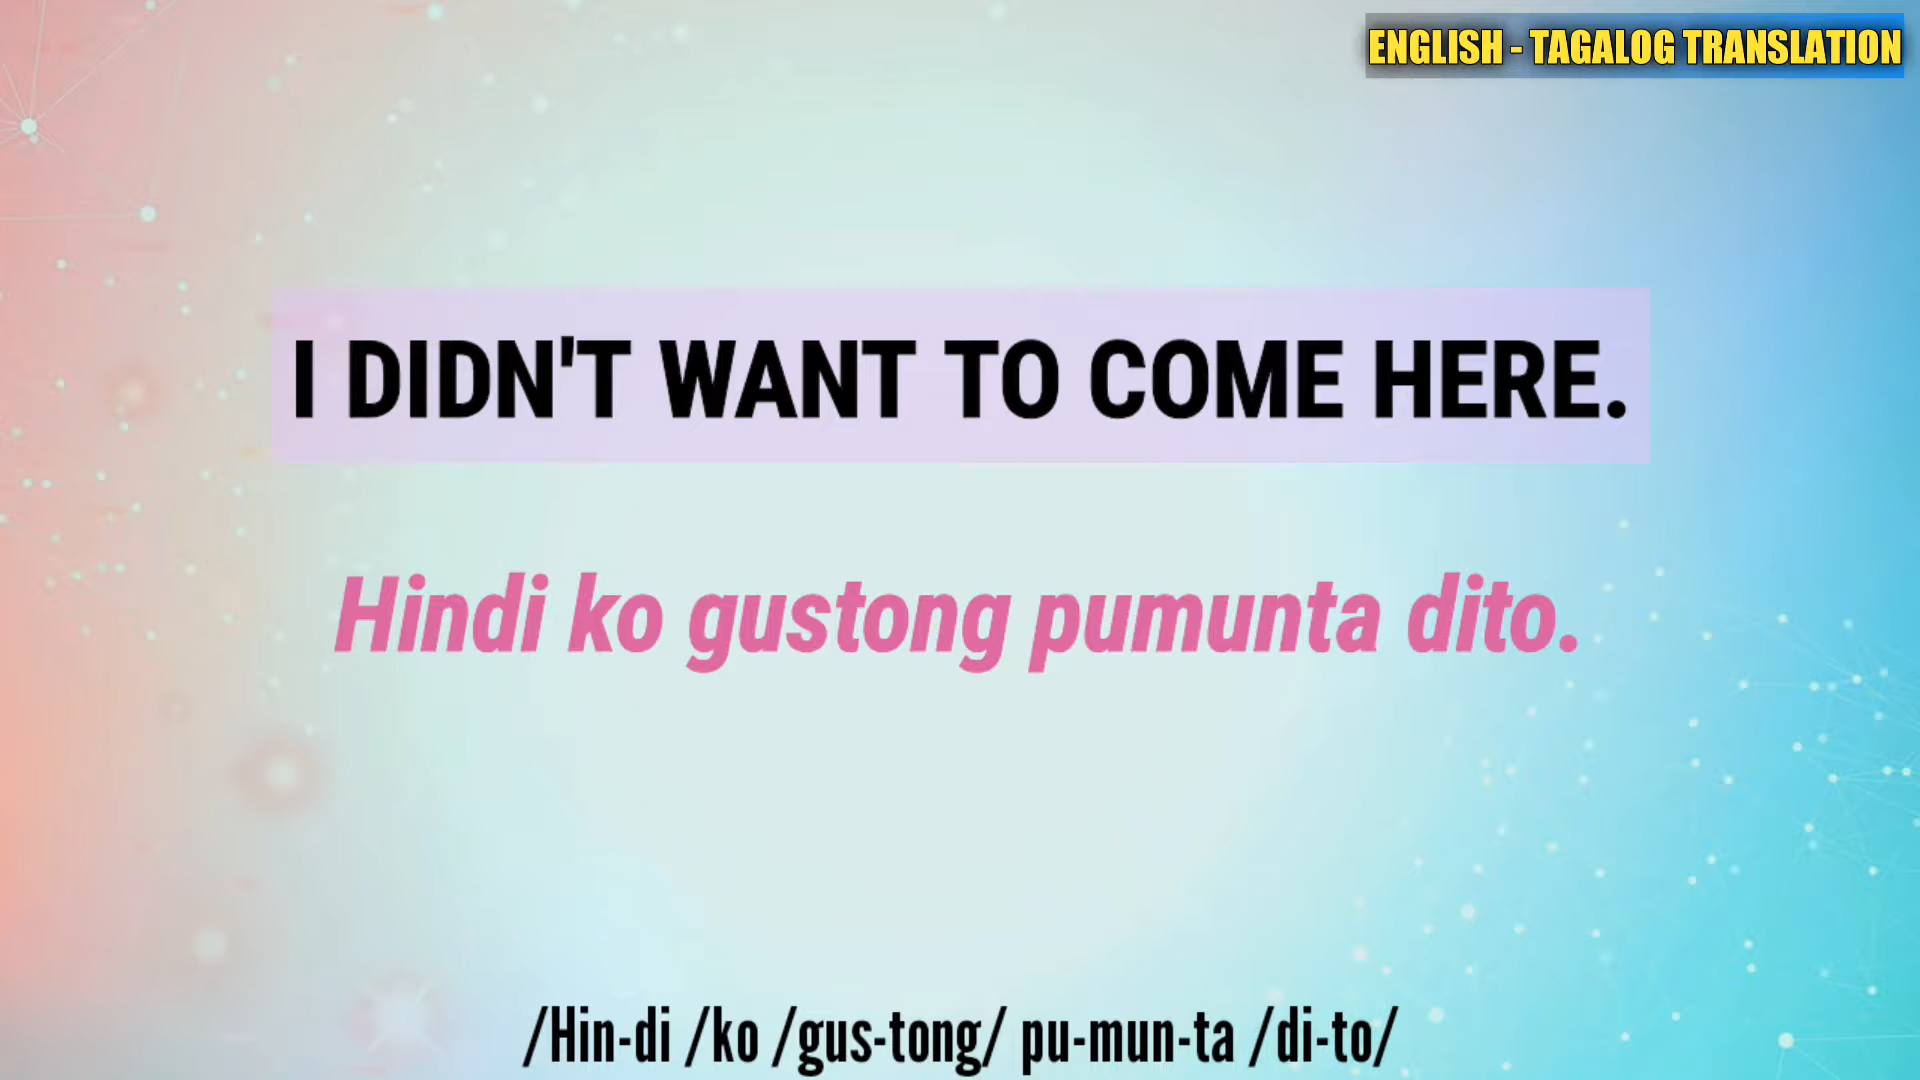 ENGLISH - TAGALOG TRANSLATION
I DIDN'T WANT TO COME HERE.
Hindi ko gustong pumunta dito.
/Hin-di /ko /gus-tong/ pu-mun-ta /di-to/